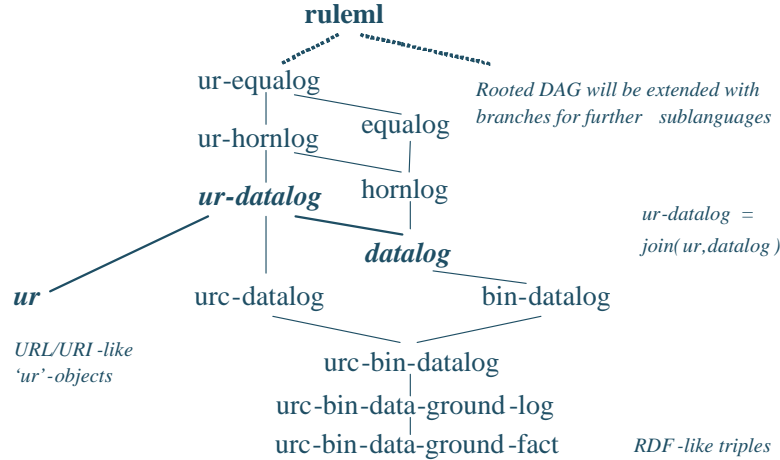 ruleml
ur-equalog
Rooted DAG will be extended with
branches for further sublanguages
equalog
ur-hornlog
hornlog
ur-datalog
ur-datalog =
join(ur,datalog)
datalog
ur
urc-datalog
bin-datalog
URL/URI-like
'ur'-objects
urc-bin-datalog
urc-bin-data-ground-log
urc-bin-data-ground-fact
RDF-like triples